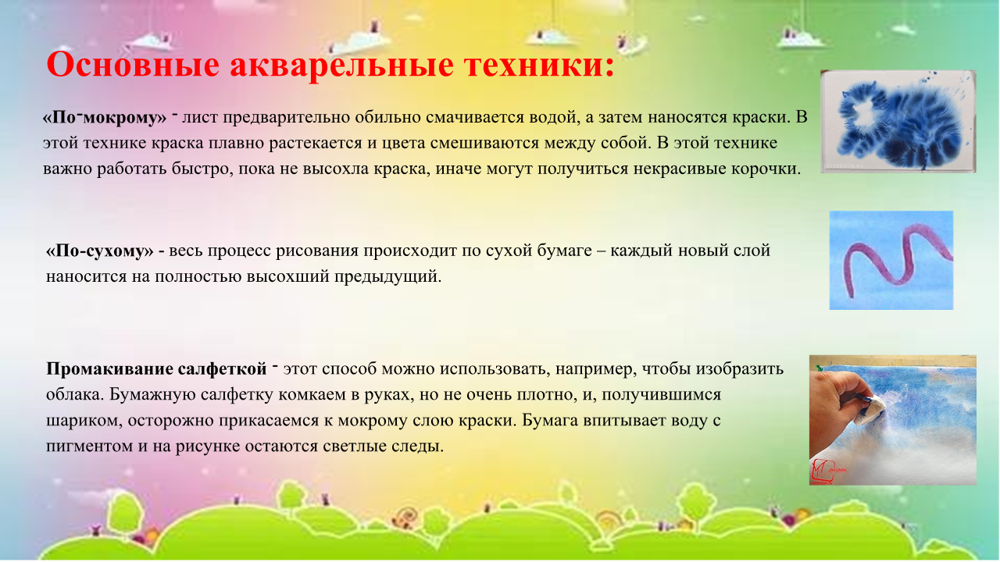 Основные акварельные техники:
«По-мокрому» - лист предварительно обильно смачивается водой, а затем наносятся краски. В
этой технике краска плавно растекается и цвета смешиваются между собой. В этой технике
важно работать быстро, пока не высохла краска, иначе могут получиться некрасивые корочки.
«По-сухому» - весь процесс рисования происходит по сухой бумаге – каждый новый слой
наносится на полностью высохший предыдущий.
Промакивание салфеткой - этот способ можно использовать, например, чтобы изобразить
облака. Бумажную салфетку комкаем в руках, но не очень плотно, и, получившимся
шариком, осторожно прикасаемся к мокрому слою краски. Бумага впитывает воду с
пигментом и на рисунке остаются светлые следы.